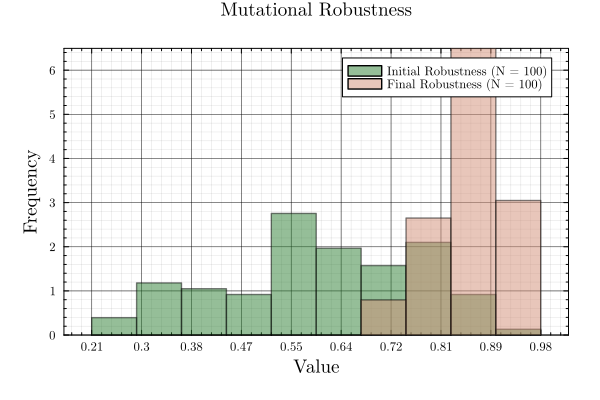 Mutational Robustness
Initial Robustness (N = 100)
Final Robustness (N = 100)
Frequency
6
5
4
3
2
1
0
0.21 0.3 0.38 0.47 0.55 0.64 0.72 0.81 0.89 0.98
Value